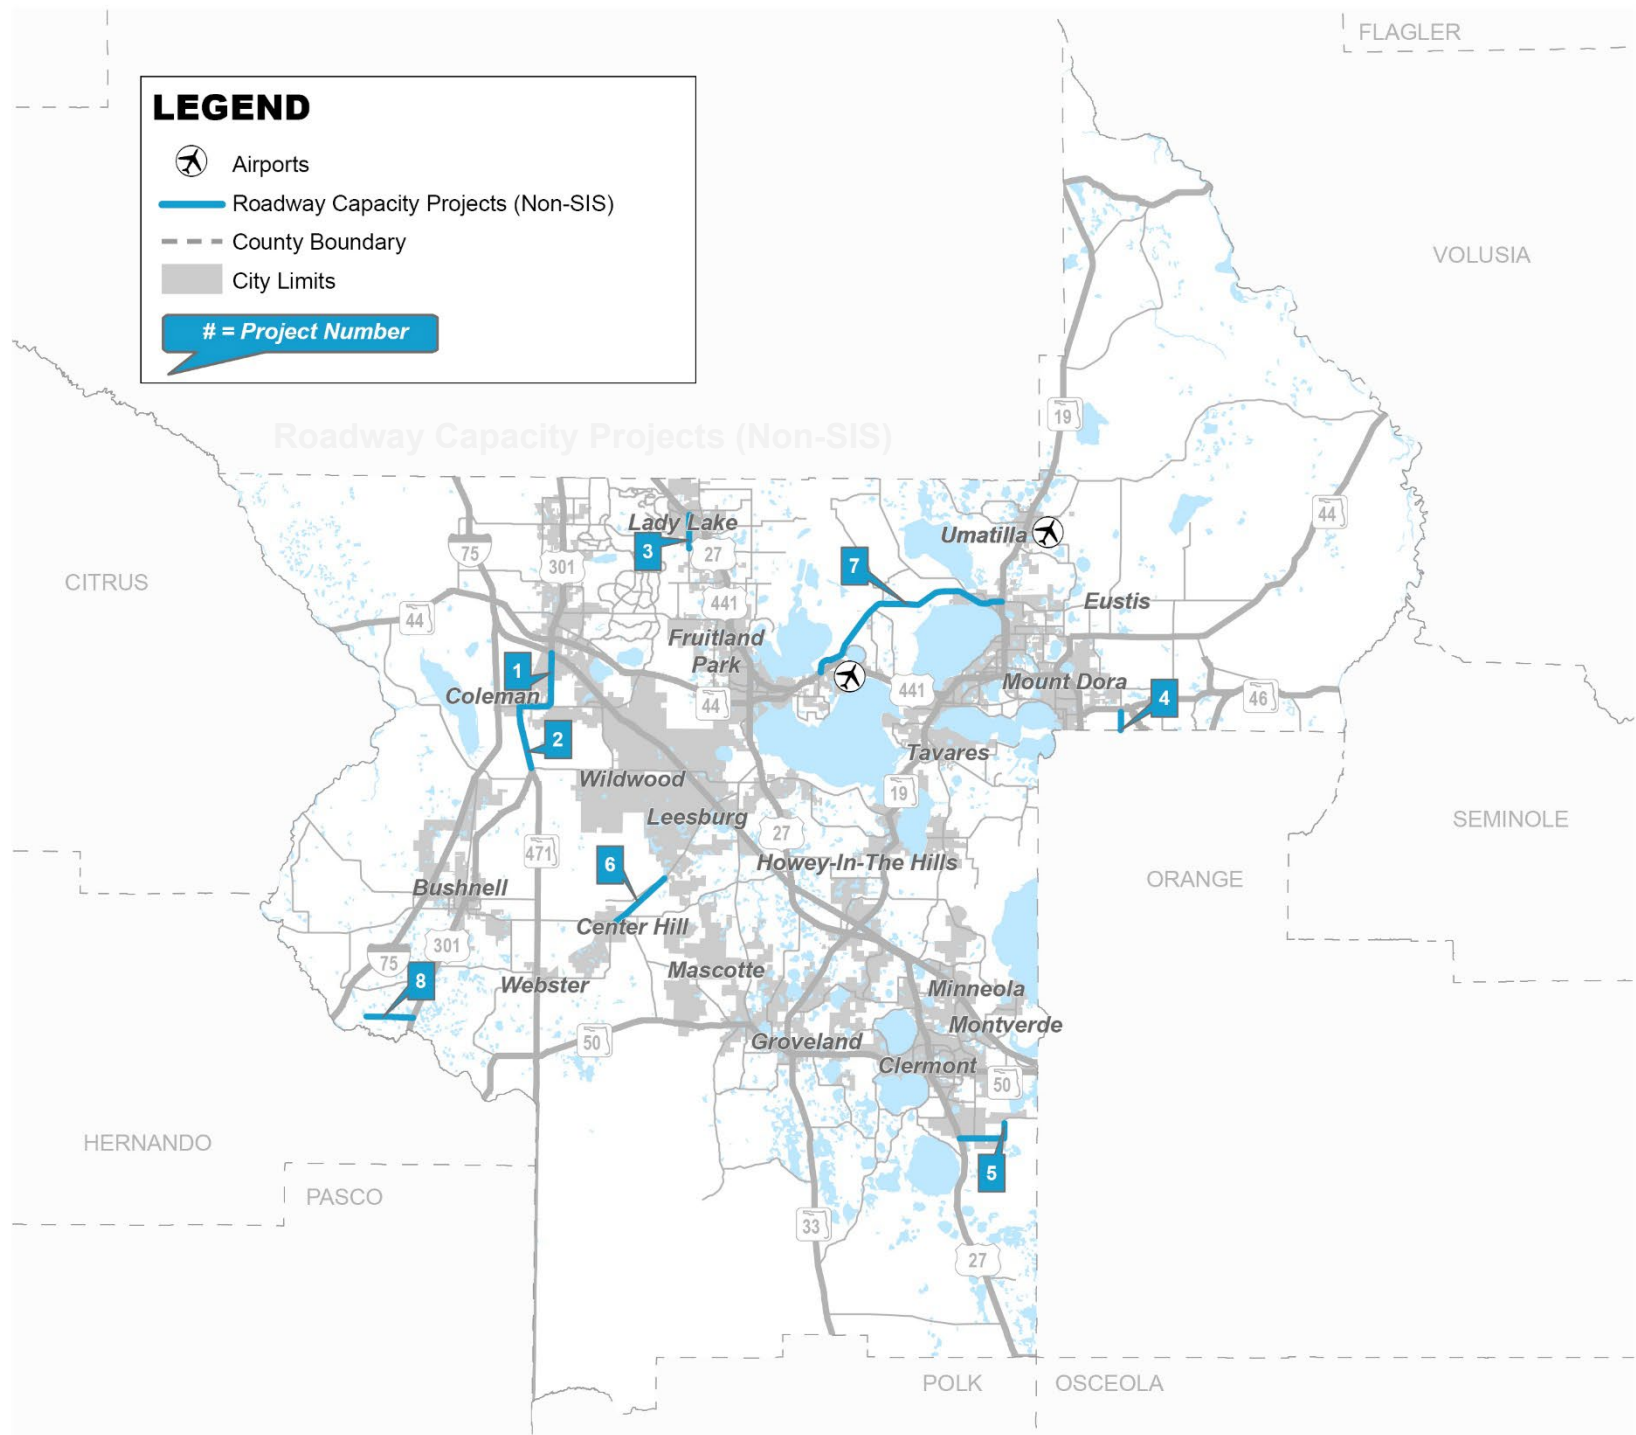 FLAGLER
LEGEND
Airports
Roadway Capacity Projects (Non-SIS)
County Boundary
City Limits
# = Project Number
VOLUSIA
19
Roadway Capacity Projects (Non-SIS)
44
Lady Lake
Umatilla
75
3
27
301
7
CITRUS
441
Eustis
44
Fruitland
Park
1
Mount Dora
441
4
46
Coleman
44
2
Tavares
Wildwood
19
Leesburg
SEMINOLE
27
471
6
Howey-In-The Hills
ORANGE
Bushnell
Center Hill
301
75
Mascotte
8
Webster
Minneola
Montverde
50
Groveland
Clermont
50
HERNANDO
5
PASCO
33
27
POLK
OSCEOLA